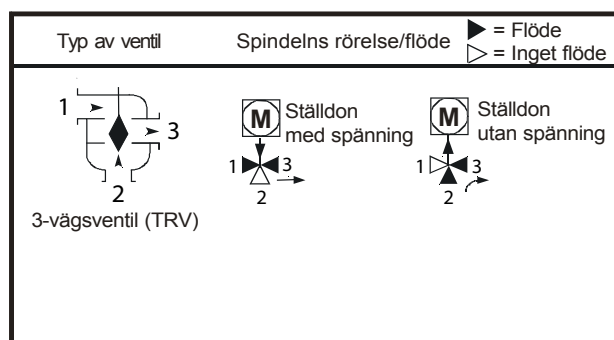 Typ av ventil
Spindelns rörelse/flöde
= Flöde
= Inget flöde
1
3
2
3-vägsventil (TRV)
M
Ställdon
med spänning
1
3
2
M
Ställdon
utan spänning
1
3
2